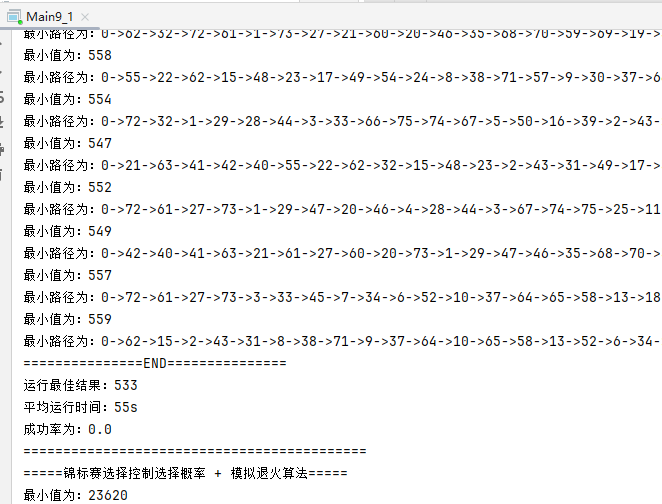 Main9_1
最小路径为：0->62->32->72->61->1->73->27->21->60->20->46->35->68->70->59->69->19->
最小值为：558
最小路径为：0->55->22->62->15->48->23->17->49->54->24->8->38->71->57->9->30->37->6
最小值为：554
最小路径为：0->72->32->1->29->28->44->3->33->66->75->74->67->5->50->16->39->2->43-
最小值为：547
最小路径为：0->21->63->41->42->40->55->22->62->32->15->48->23->2->43->31->49->17->
最小值为：552
最小路径为：0->72->61->27->73->1->29->47->20->46->4->28->44->3->67->74->75->25->11
最小值为：549
最小路径为：0->42->40->41->63->21->61->27->60->20->73->1->29->47->46->35->68->70->
最小值为：557
最小路径为：0->72->61->27->73->3->33->45->7->34->6->52->10->37->64->65->58->13->18
最小值为：559
最小路径为：0->62->15->2->43->31->8->38->71->9->37->64->10->65->58->13->52->6->34-
===============END===============
运行最佳结果：533
平均运行时间：55s
成功率为：0.0
===========================================
=====锦标赛选择控制选择概率 + 模拟退火算法=====
最小值为：23620